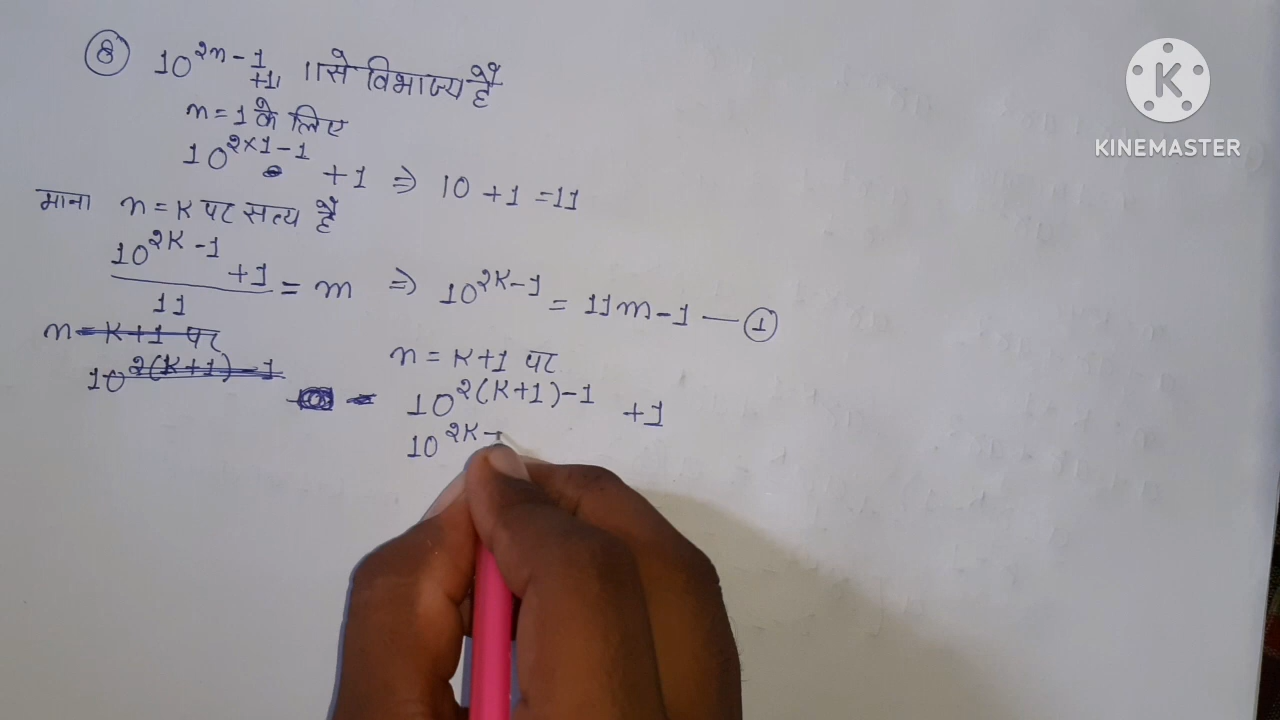 ⑧ 10^{2n-1} +1 11 से विभाज्य है
n = 1 के लिए
10^{2×1-1} +1 ⇒ 10 +1 =11
माना n = K पर सत्य है
\frac{10^{2K-1} +1}{11} = m ⇒ 10^{2K-1} = 11m-1 — ①
n = K+1 पर
10^{2(K+1)-1}
n = K+1 पर
10^{2(K+1)-1} +1
10^{2K-
K
KINEMASTER